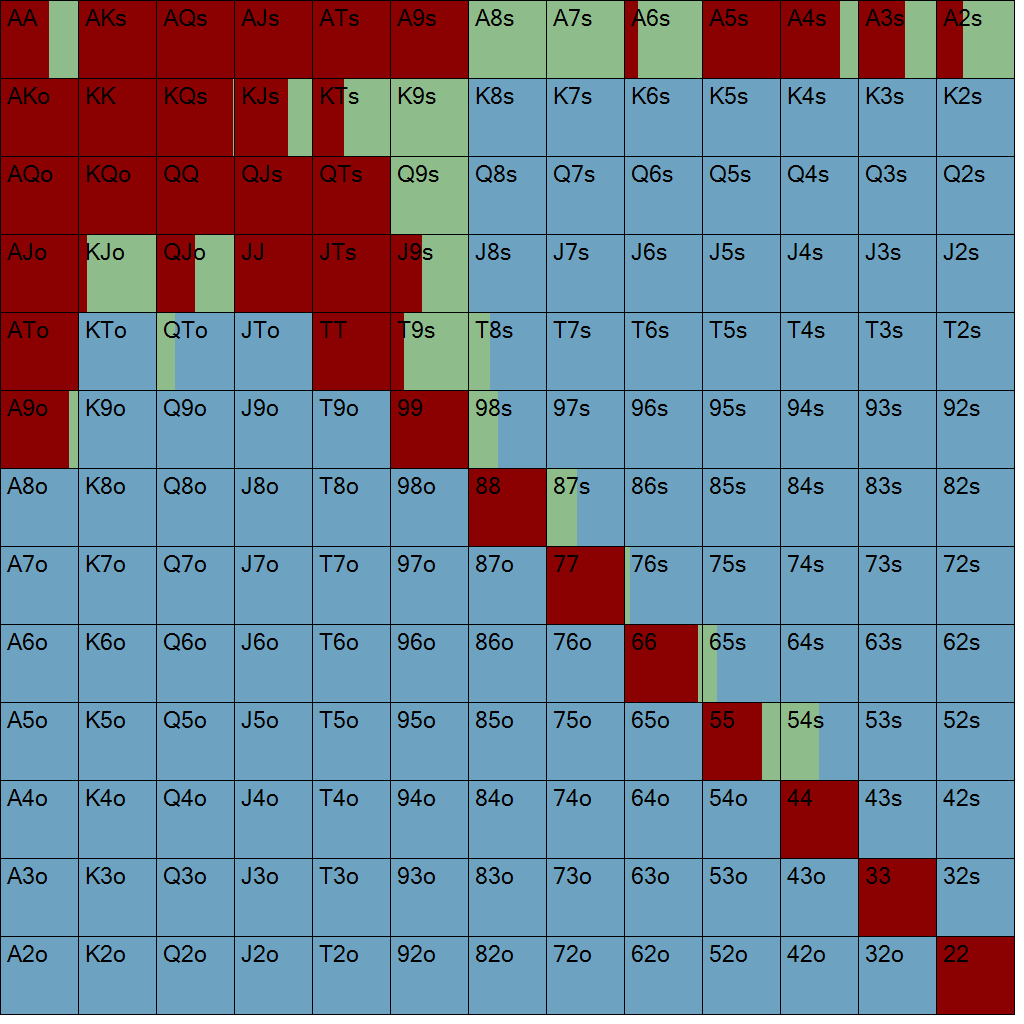 AA AKs AQs AJs ATs A9s A8s A7s A6s A5s A4s A3s A2s
AKo KK KQs KJs KTs K9s K8s K7s K6s K5s K4s K3s K2s
AQo KQo QQ QJs QTs Q9s Q8s Q7s Q6s Q5s Q4s Q3s Q2s
AJo KJo QJo JJ JTs J9s J8s J7s J6s J5s J4s J3s J2s
ATo KTo QTo JTo TT T9s T8s T7s T6s T5s T4s T3s T2s
A9o K9o Q9o J9o T9o 99 98s 97s 96s 95s 94s 93s 92s
A8o K8o Q8o J8o T8o 98o 88 87s 86s 85s 84s 83s 82s
A7o K7o Q7o J7o T7o 97o 87o 77 76s 75s 74s 73s 72s
A6o K6o Q6o J6o T6o 96o 86o 76o 66 65s 64s 63s 62s
A5o K5o Q5o J5o T5o 95o 85o 75o 65o 55 54s 53s 52s
A4o K4o Q4o J4o T4o 94o 84o 74o 64o 54o 44 43s 42s
A3o K3o Q3o J3o T3o 93o 83o 73o 63o 53o 43o 33 32s
A2o K2o Q2o J2o T2o 92o 82o 72o 62o 52o 42o 32o 22